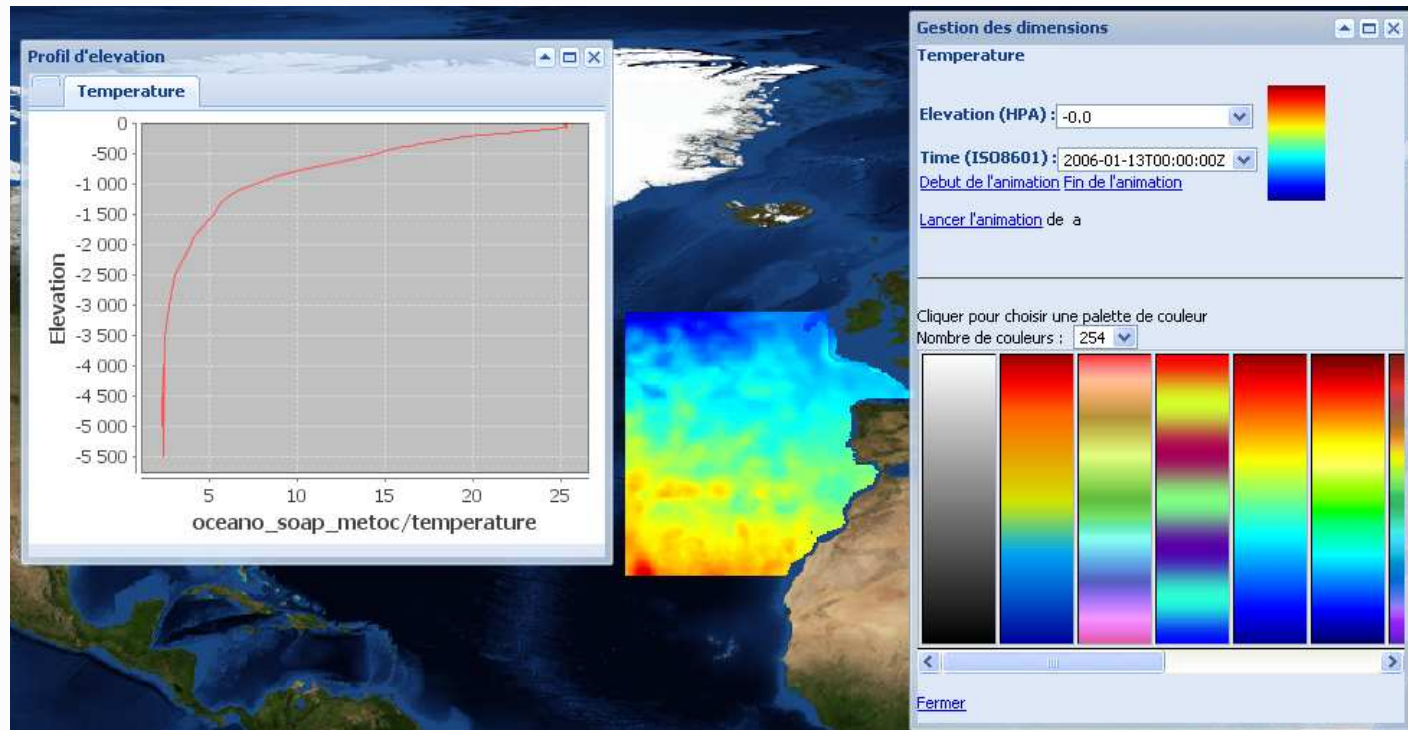 Profil d'elevation
Temperature
0
-500
-1 000
-1 500
-2 000
-2 500
-3 000
-3 500
-4 000
-4 500
-5 000
-5 500
Elevation
5 10 15 20 25
oceano_soap_metoc/temperature
Gestion des dimensions
Temperature
Elevation (HPA) : -0.0
Time (ISO8601) : 2006-01-13T00:00:00Z
Debut de l'animation Fin de l'animation
Lancer l'animation de a
Cliquer pour choisir une palette de couleur
Nombre de couleurs : 254
Fermer